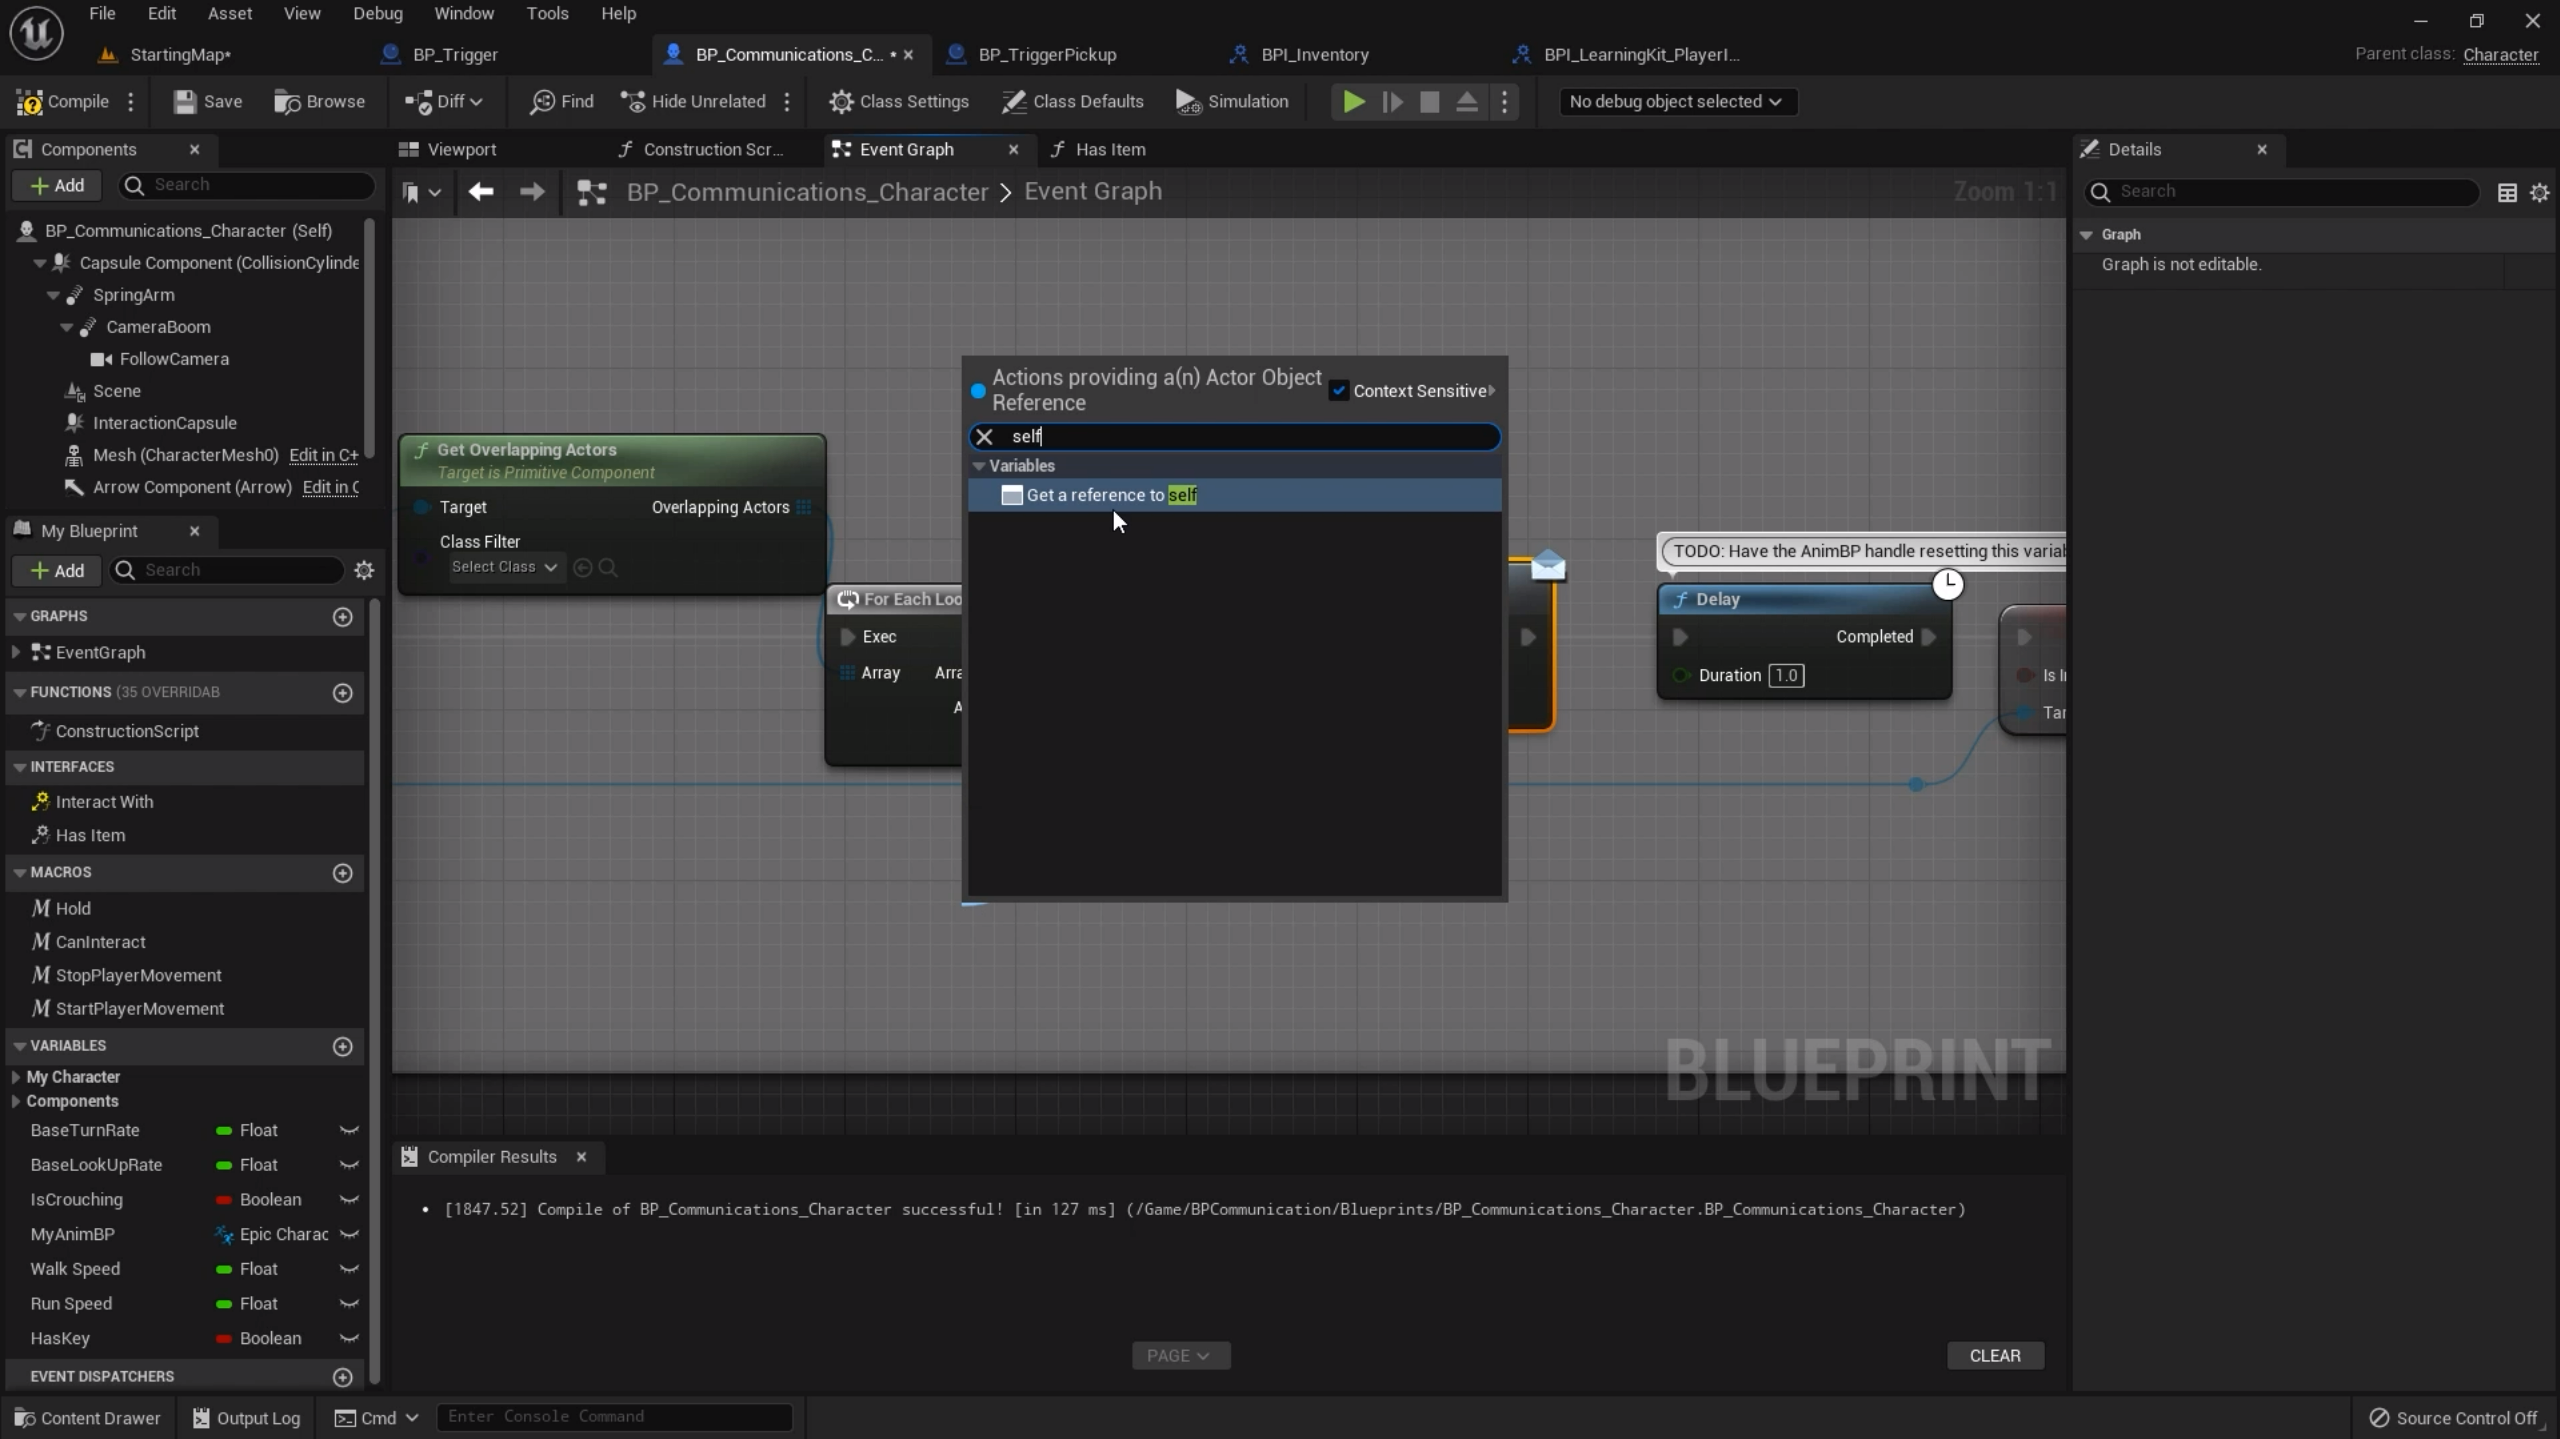 File Edit Asset View Debug Window Tools Help
StartingMap* BP_Trigger BP_Communications_C... * BP_TriggerPickup BPI_Inventory BPI_LearningKit_PlayerI... Parent class: Character
Compile Save Browse Diff Find Hide Unrelated Class Settings Class Defaults Simulation No debug object selected
Components Viewport Construction Scr... Event Graph Has Item Details
Add Search BP_Communications_Character > Event Graph Zoom 1:1 Search
BP_Communications_Character (Self)
Capsule Component (CollisionCylinde
SpringArm
CameraBoom
FollowCamera
Scene
InteractionCapsule
Mesh (CharacterMesh0) Edit in C+
Arrow Component (Arrow) Edit in C
Graph
Graph is not editable.
Get Overlapping Actors
Target is Primitive Component
Target Overlapping Actors
Class Filter
Select Class
For Each Loo
Exec
Array Arra
A
Actions providing a(n) Actor Object
Reference
Context Sensitive
self
Variables
Get a reference to self
TODO: Have the AnimBP handle resetting this variab
Delay
Completed
Duration 1.0
Is I
Tar
BLUEPRINT
My Blueprint
Add Search
GRAPHS
EventGraph
FUNCTIONS (35 OVERRIDAB
ConstructionScript
INTERFACES
Interact With
Has Item
MACROS
Hold
CanInteract
StopPlayerMovement
StartPlayerMovement
VARIABLES
My Character
Components
BaseTurnRate Float
BaseLookUpRate Float
IsCrouching Boolean
MyAnimBP Epic Charac
Walk Speed Float
Run Speed Float
HasKey Boolean
EVENT DISPATCHERS
Compiler Results
• [1847.52] Compile of BP_Communications_Character successful! [in 127 ms] (/Game/BPCommunication/Blueprints/BP_Communications_Character.BP_Communications_Character)
PAGE CLEAR
Content Drawer Output Log Cmd Enter Console Command Source Control Off